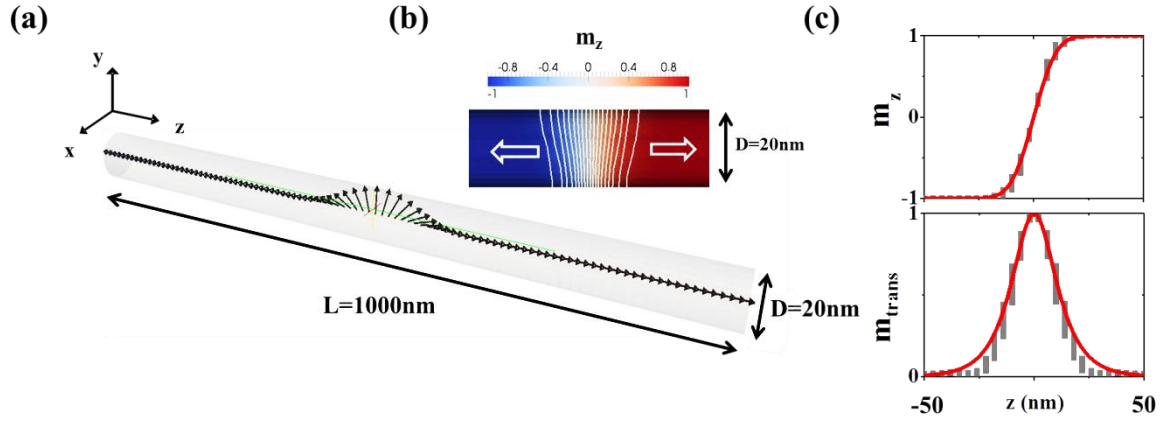 (a)
y
z
x
L=1000nm
D=20nm
(b)
m_z
-0.8 -0.4 0 0.4 0.8
-1 1
D=20nm
(c)
1
m_z
0
-1
1
m_trans
0
-50 z (nm) 50